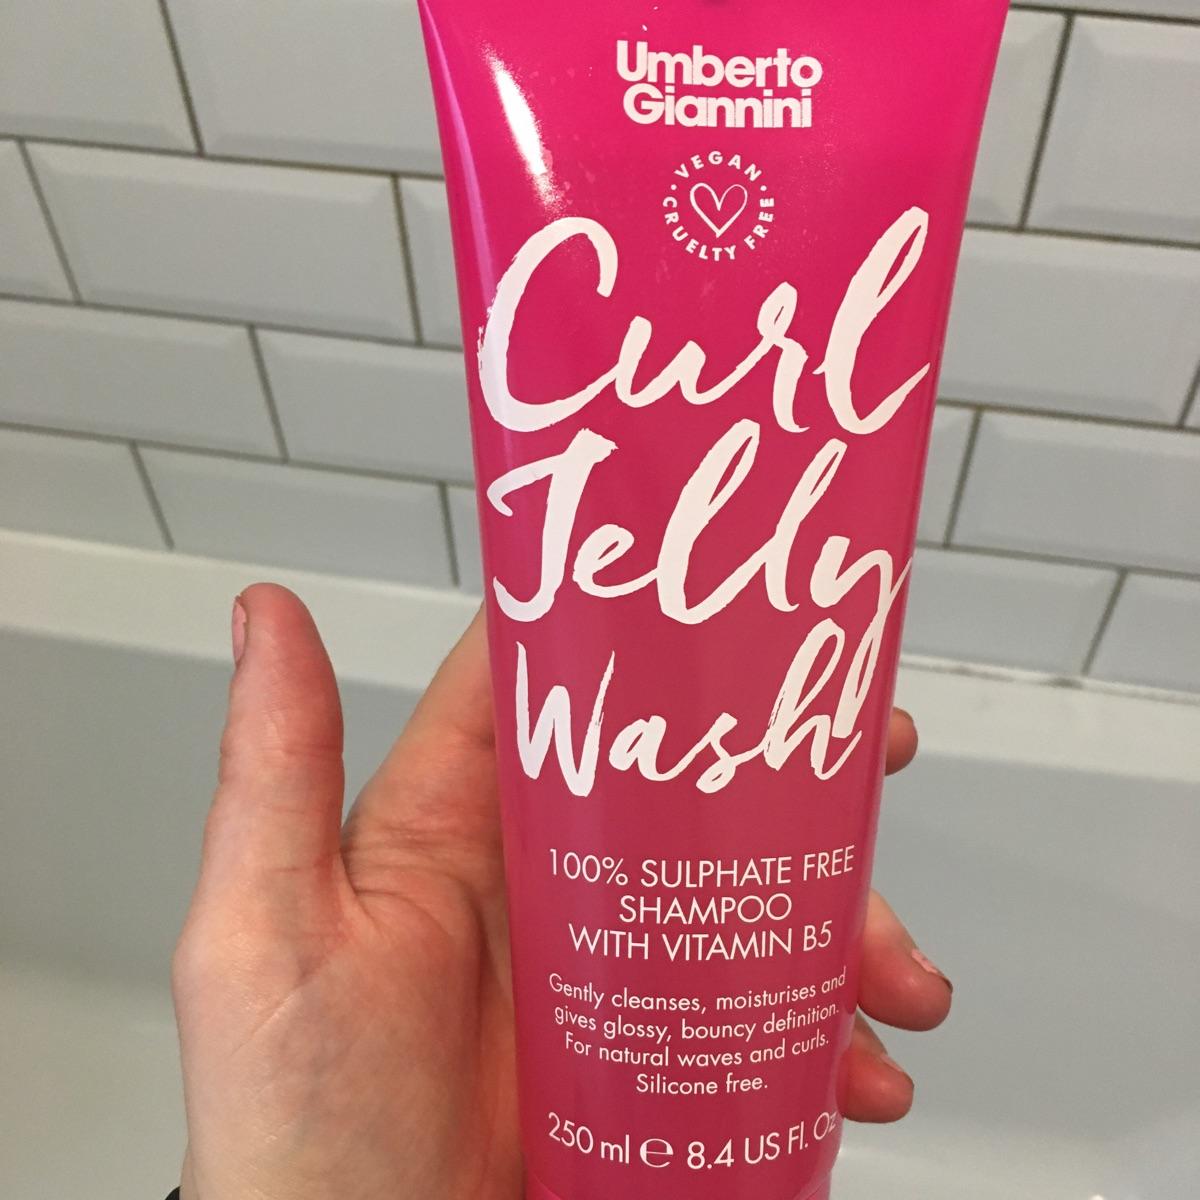 Umberto
Giannini
• VEGAN •
CRUELTY FREE
Curl
Jelly
Wash
100% SULPHATE FREE
SHAMPOO
WITH VITAMIN B5
Gently cleanses, moisturises and
gives glossy, bouncy definition.
For natural waves and curls.
Silicone free.
250 ml ℮ 8.4 US Fl. Oz